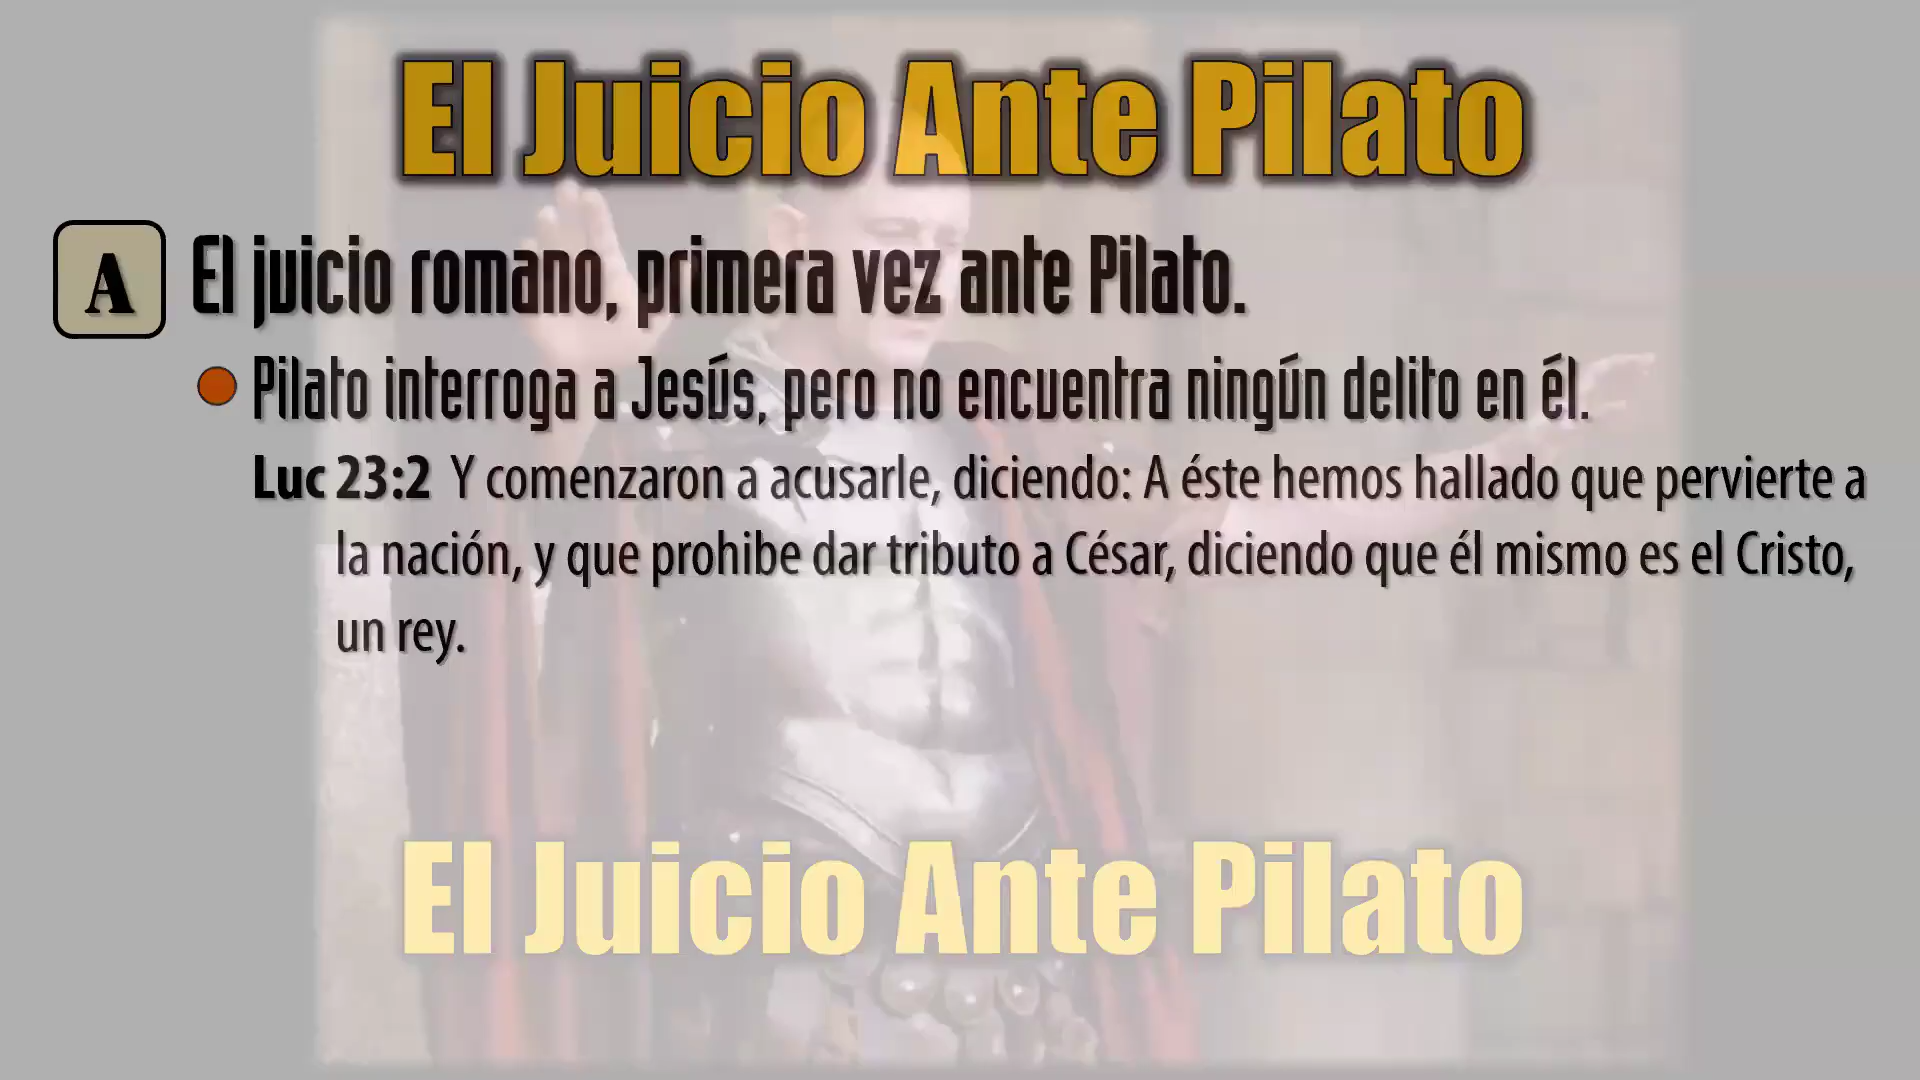 El Juicio Ante Pilato
A El juicio romano, primera vez ante Pilato.
Pilato interroga a Jesús, pero no encuentra ningún delito en él.
Luc 23:2 Y comenzaron a acusarle, diciendo: A éste hemos hallado que pervierte a
la nación, y que prohibe dar tributo a César, diciendo que él mismo es el Cristo,
un rey.
El Juicio Ante Pilato